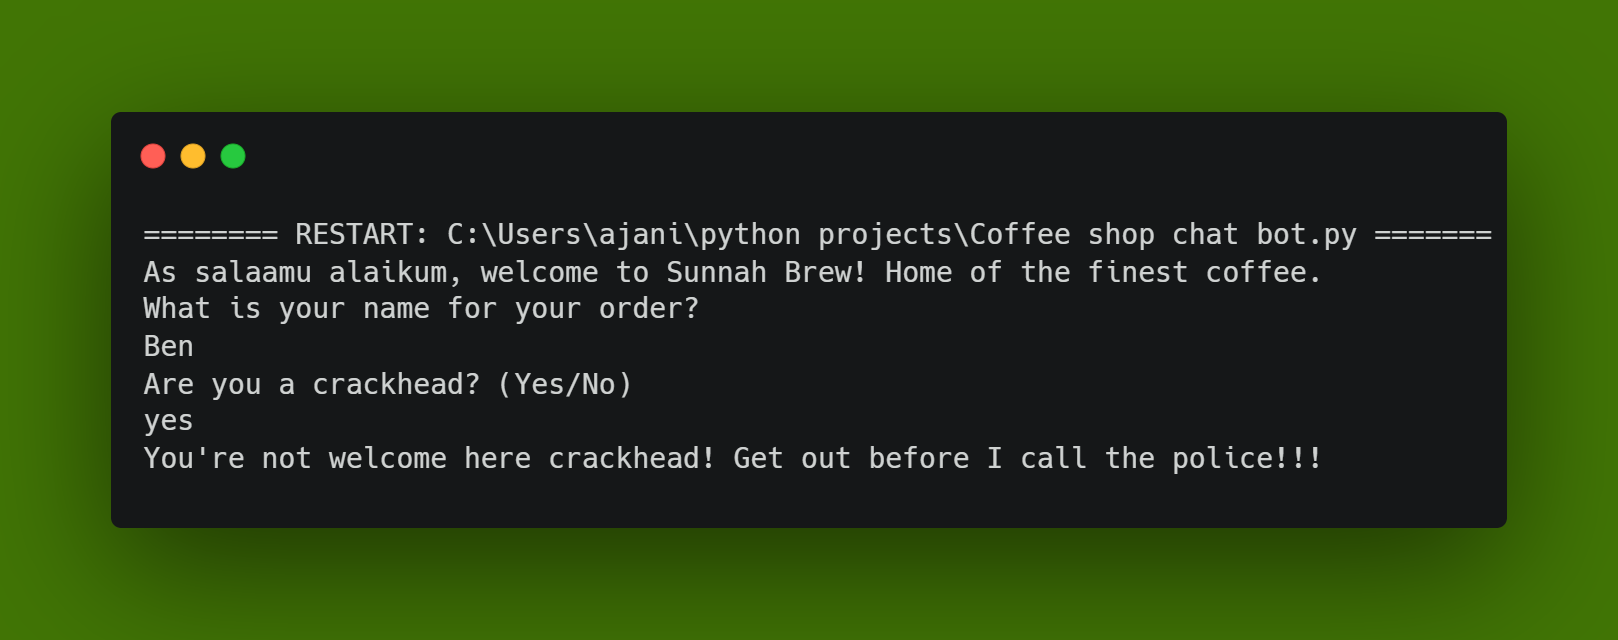 ======== RESTART: C:\Users\ajani\python projects\Coffee shop chat bot.py =======
As salaamu alaikum, welcome to Sunnah Brew! Home of the finest coffee.
What is your name for your order?
Ben
Are you a crackhead? (Yes/No)
yes
You're not welcome here crackhead! Get out before I call the police!!!